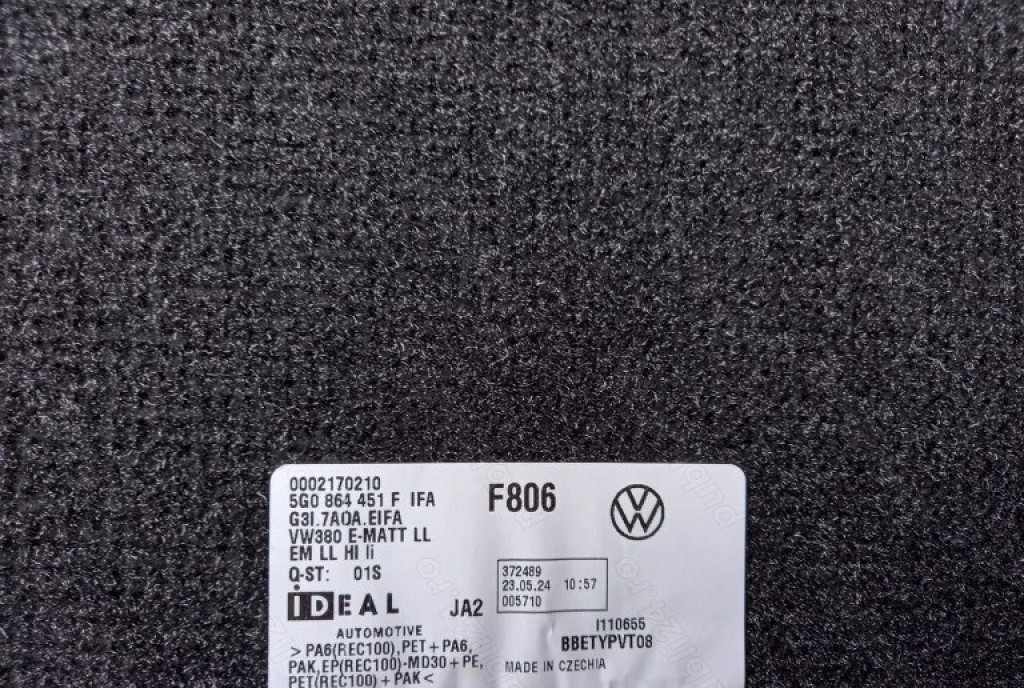 0002170210
5G0 864 451 F IFA
G3I.7A0A.EIFA
VW380 E-MATT LL
EM LL HI li
Q-ST: 01S
iDEAL
AUTOMOTIVE
JA2
F806
VW
372489
23.05.24 10:57
005710
I110655
BBETYPVT08
> PA6(REC100),PET+PA6,
PAK,EP(REC100)-MD30+PE,
PET(REC100)+PAK<
MADE IN CZECHIA